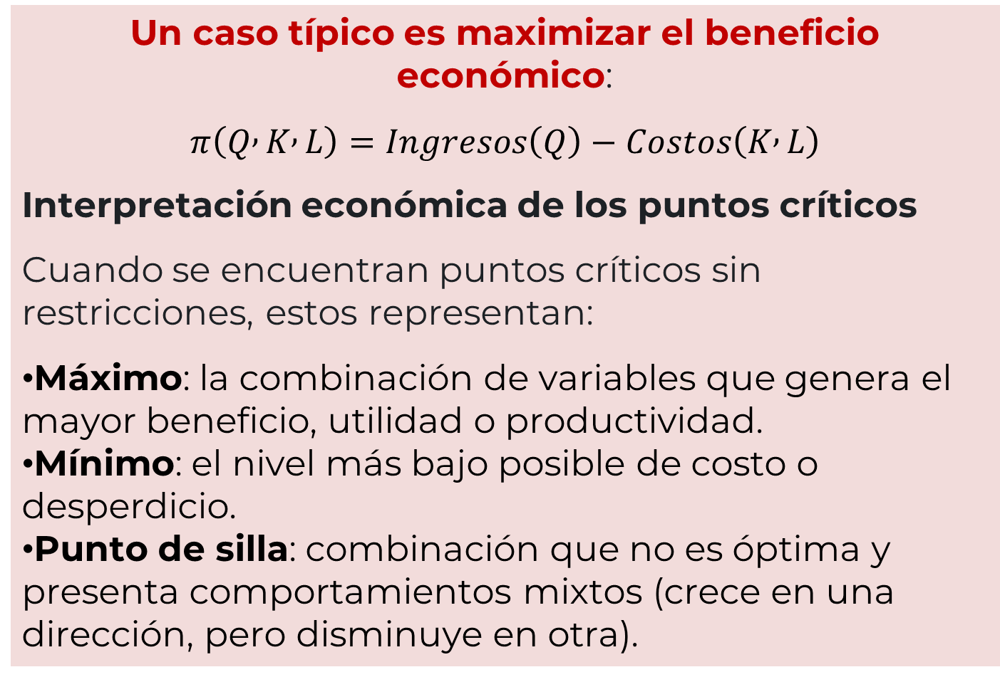 Un caso típico es maximizar el beneficio
económico:
π(Q, K, L) = Ingresos(Q) − Costos(K, L)
Interpretación económica de los puntos críticos
Cuando se encuentran puntos críticos sin
restricciones, estos representan:
•Máximo: la combinación de variables que genera el
mayor beneficio, utilidad o productividad.
•Mínimo: el nivel más bajo posible de costo o
desperdicio.
•Punto de silla: combinación que no es óptima y
presenta comportamientos mixtos (crece en una
dirección, pero disminuye en otra).